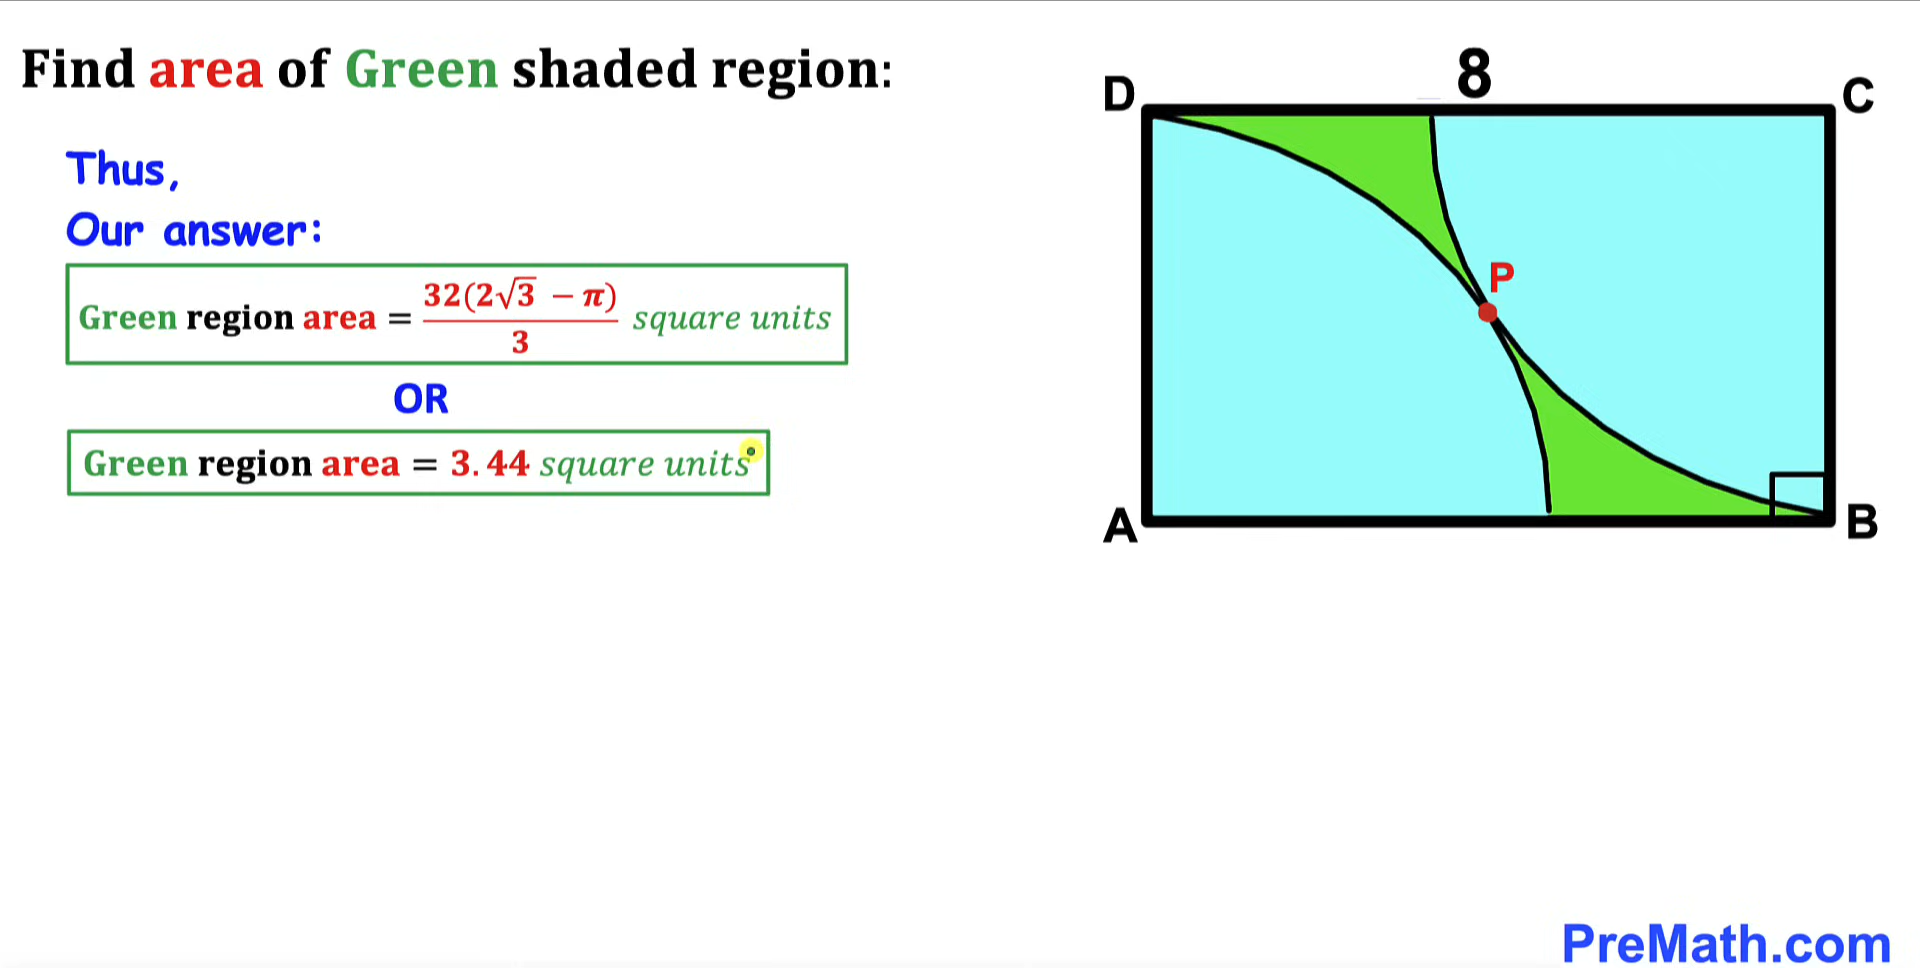 Find area of Green shaded region:
Thus,
Our answer:
Green region area = 32(2√3 − π)/3 square units
OR
Green region area = 3.44 square units
D
8
C
P
A
B
PreMath.com